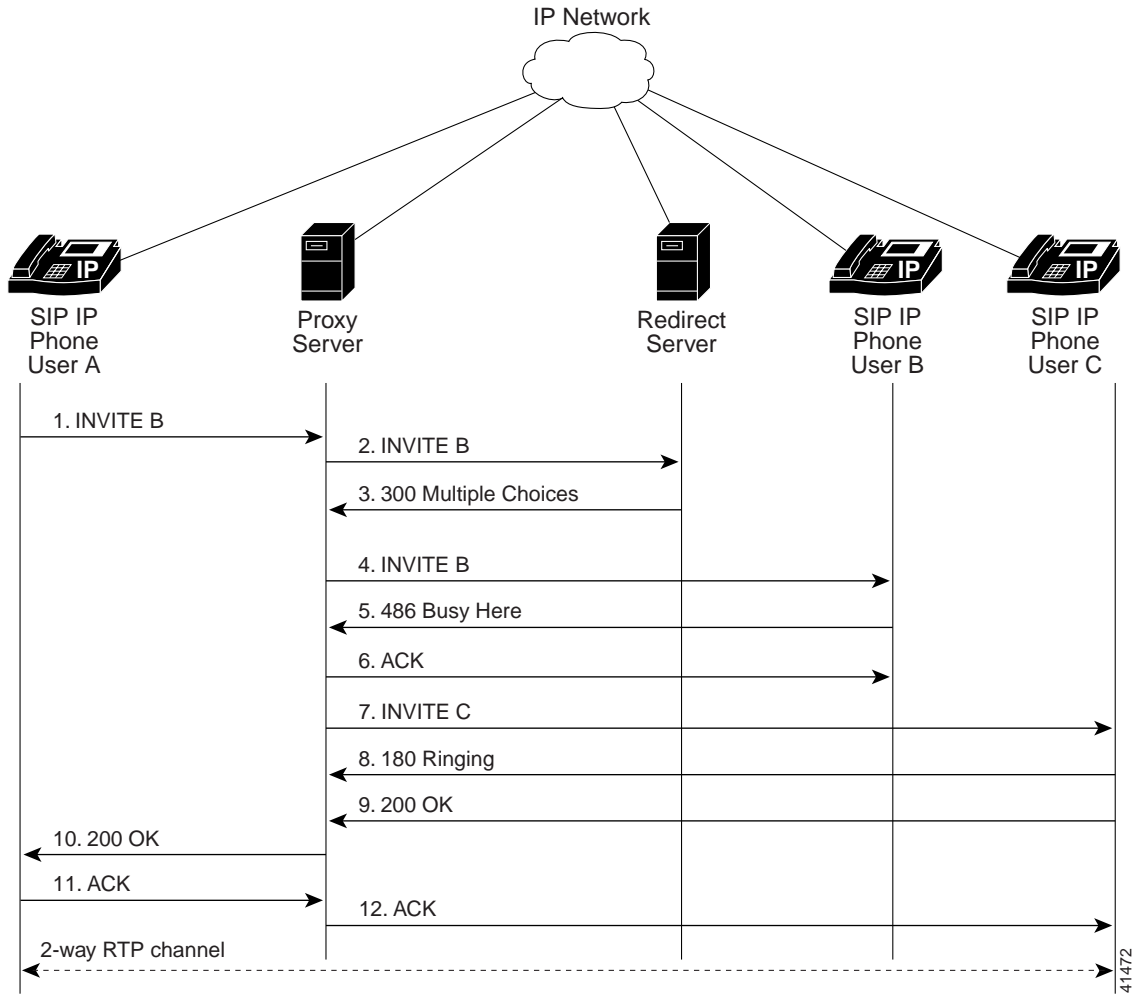 IP Network
IP
IP
IP
SIP IP
Phone
User A
Proxy
Server
Redirect
Server
SIP IP
Phone
User B
SIP IP
Phone
User C
1. INVITE B
2. INVITE B
3. 300 Multiple Choices
4. INVITE B
5. 486 Busy Here
6. ACK
7. INVITE C
8. 180 Ringing
9. 200 OK
10. 200 OK
11. ACK
12. ACK
2-way RTP channel
41472